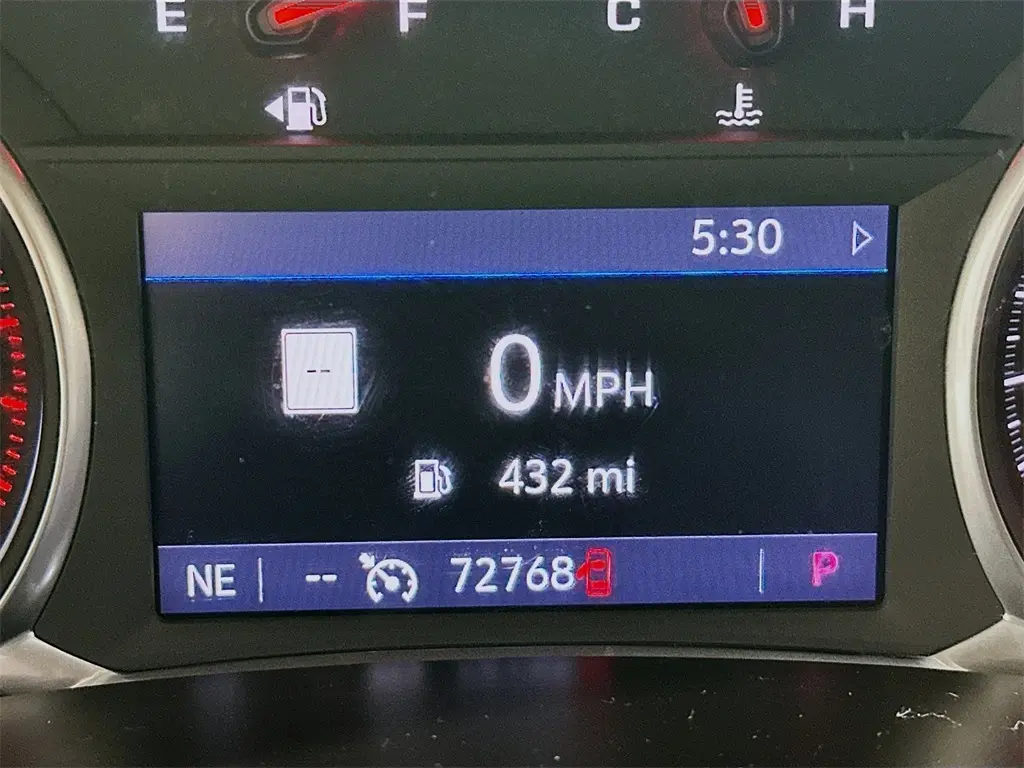 E F C H
5:30
--
0 MPH
432 mi
NE -- 72768 P